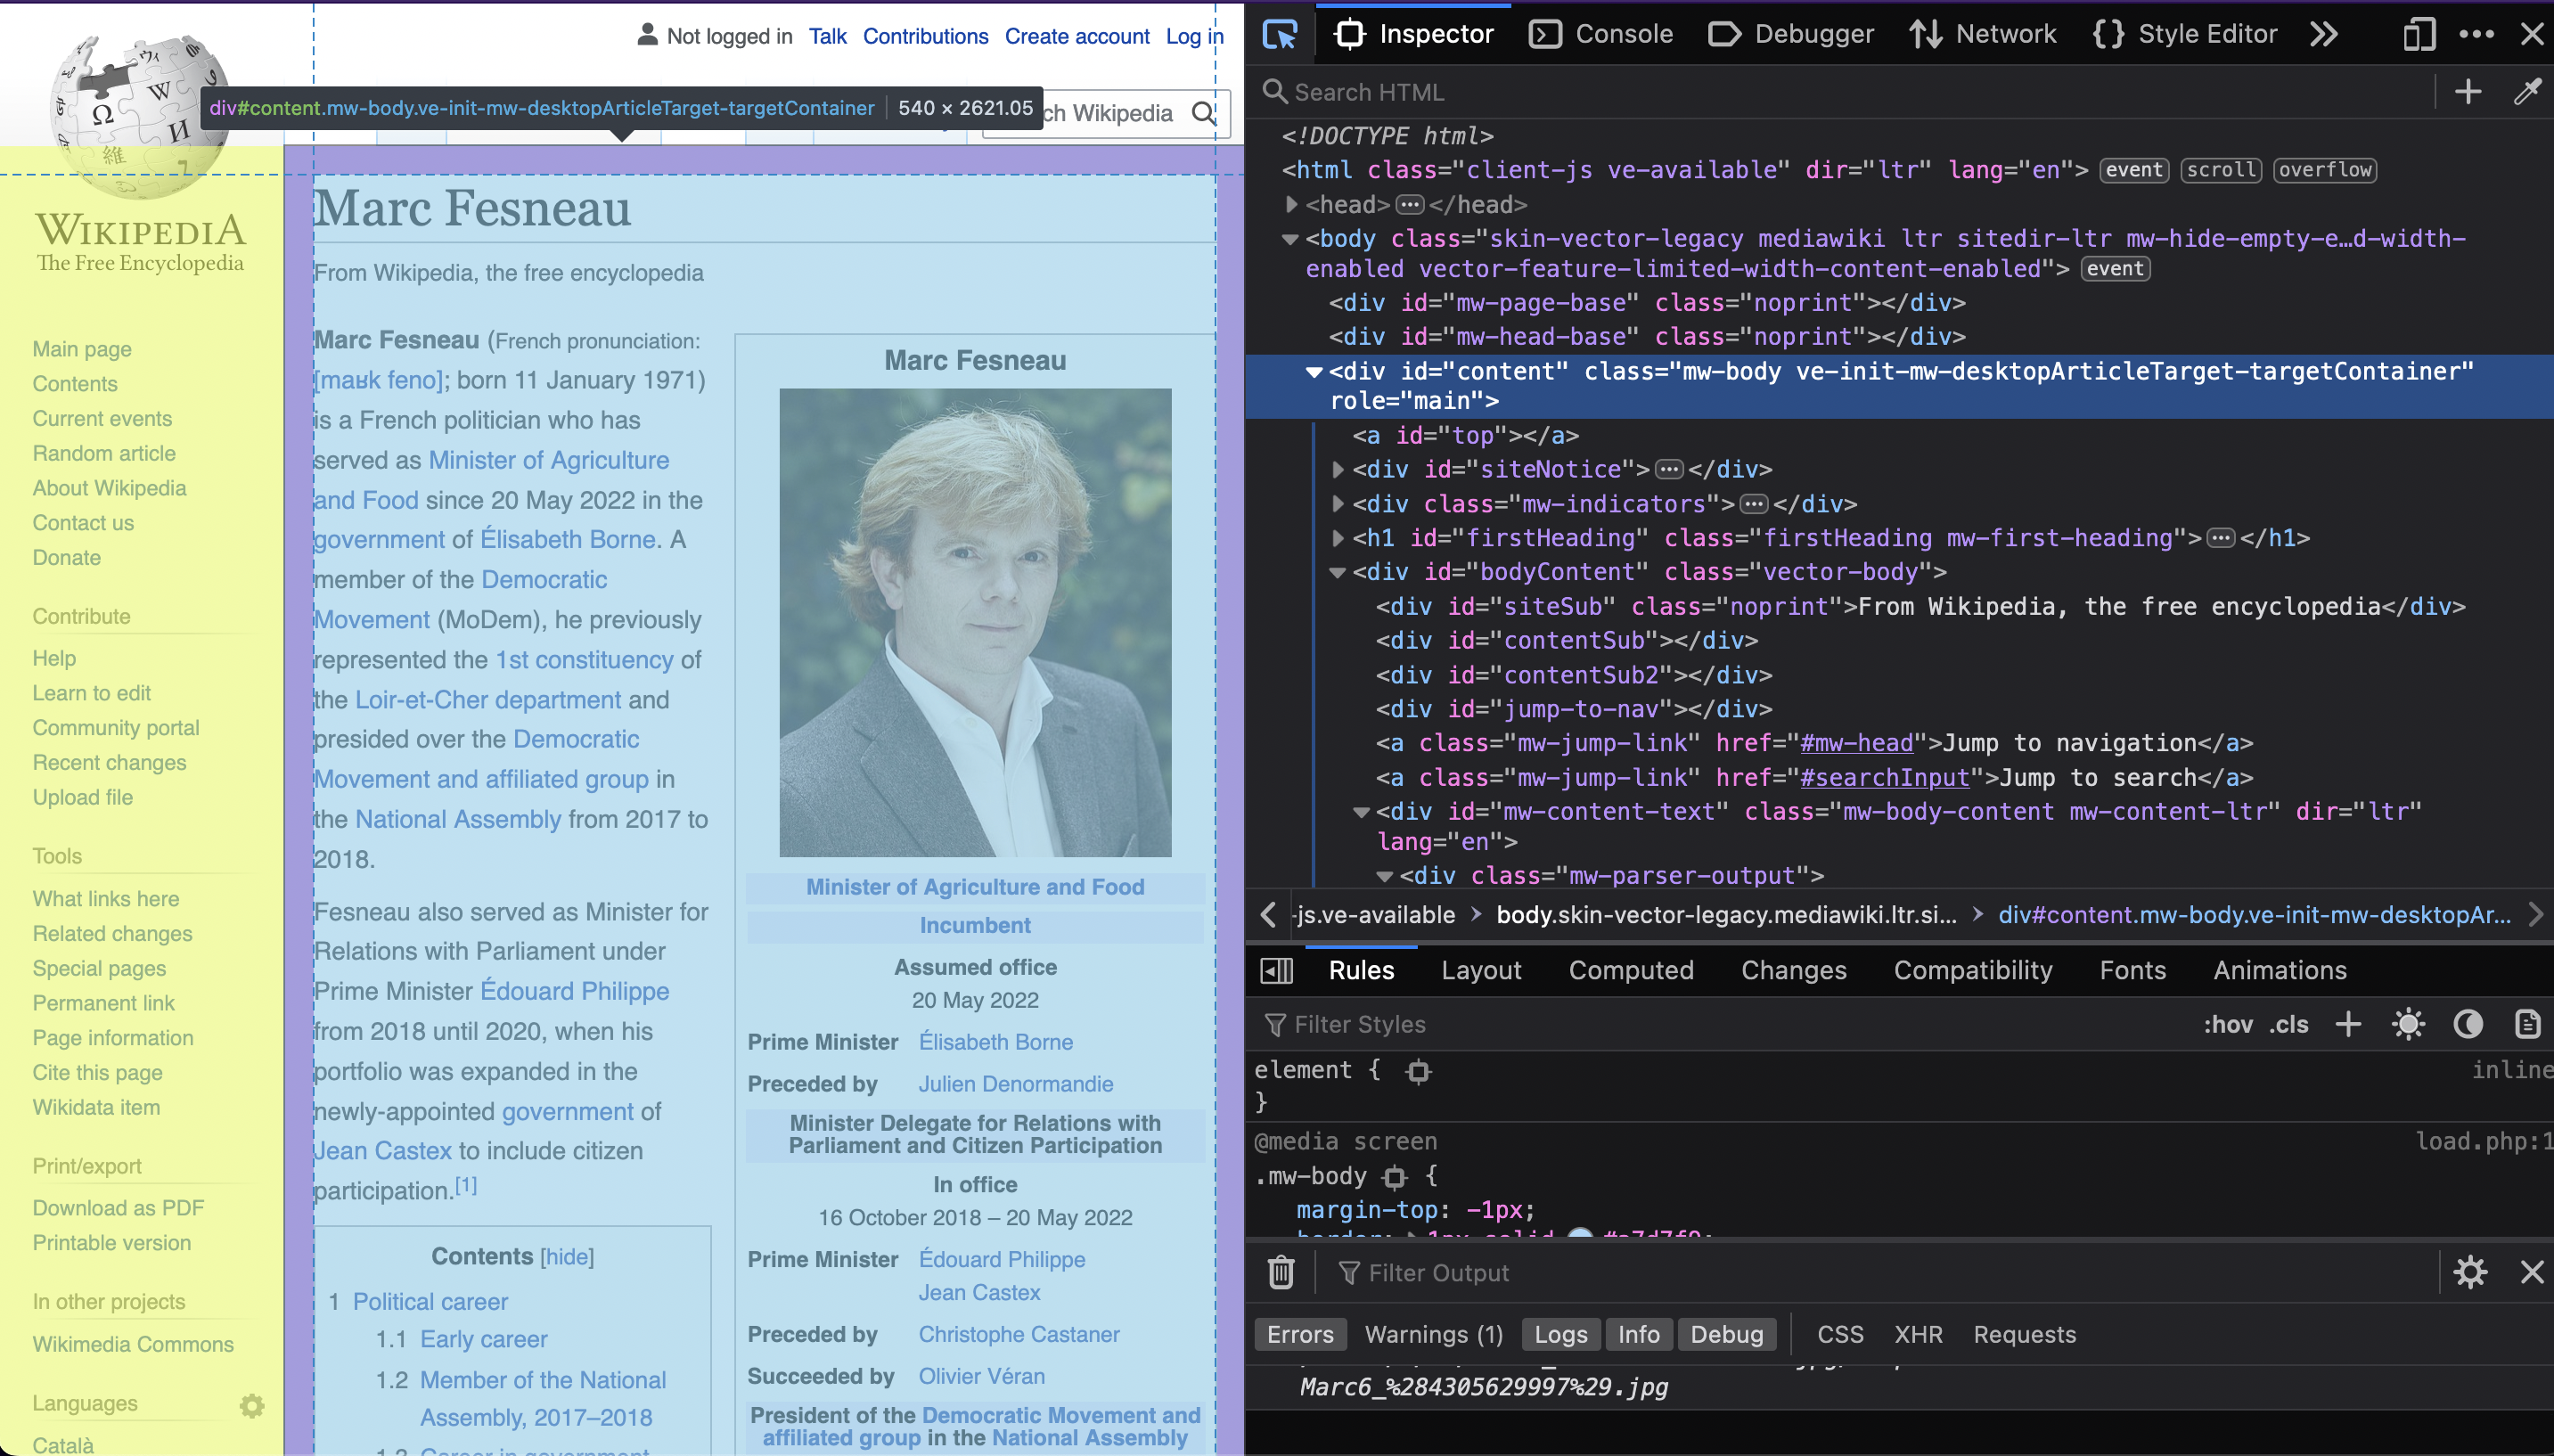 Not logged in Talk Contributions Create account Log in
div#content.mw-body.ve-init-mw-desktopArticleTarget-targetContainer 540 × 2621.05
ch Wikipedia
WIKIPEDIA
The Free Encyclopedia
Main page
Contents
Current events
Random article
About Wikipedia
Contact us
Donate
Contribute
Help
Learn to edit
Community portal
Recent changes
Upload file
Tools
What links here
Related changes
Special pages
Permanent link
Page information
Cite this page
Wikidata item
Print/export
Download as PDF
Printable version
In other projects
Wikimedia Commons
Languages
Català
Marc Fesneau
From Wikipedia, the free encyclopedia
Marc Fesneau (French pronunciation:
[maʁk feno]; born 11 January 1971)
is a French politician who has
served as Minister of Agriculture
and Food since 20 May 2022 in the
government of Élisabeth Borne. A
member of the Democratic
Movement (MoDem), he previously
represented the 1st constituency of
the Loir-et-Cher department and
presided over the Democratic
Movement and affiliated group in
the National Assembly from 2017 to
2018.
Fesneau also served as Minister for
Relations with Parliament under
Prime Minister Édouard Philippe
from 2018 until 2020, when his
portfolio was expanded in the
newly-appointed government of
Jean Castex to include citizen
participation.[1]
Contents [hide]
1 Political career
1.1 Early career
1.2 Member of the National
Assembly, 2017–2018
Marc Fesneau
Minister of Agriculture and Food
Incumbent
Assumed office
20 May 2022
Prime Minister Élisabeth Borne
Preceded by Julien Denormandie
Minister Delegate for Relations with
Parliament and Citizen Participation
In office
16 October 2018 – 20 May 2022
Prime Minister Édouard Philippe
Jean Castex
Preceded by Christophe Castaner
Succeeded by Olivier Véran
President of the Democratic Movement and
affiliated group in the National Assembly
Inspector Console Debugger Network Style Editor
Search HTML
<!DOCTYPE html>
<html class="client-js ve-available" dir="ltr" lang="en"> event scroll overflow
<head> ••• </head>
<body class="skin-vector-legacy mediawiki ltr sitedir-ltr mw-hide-empty-e…d-width-
enabled vector-feature-limited-width-content-enabled"> event
<div id="mw-page-base" class="noprint"></div>
<div id="mw-head-base" class="noprint"></div>
<div id="content" class="mw-body ve-init-mw-desktopArticleTarget-targetContainer"
role="main">
<a id="top"></a>
<div id="siteNotice"> ••• </div>
<div class="mw-indicators"> ••• </div>
<h1 id="firstHeading" class="firstHeading mw-first-heading"> ••• </h1>
<div id="bodyContent" class="vector-body">
<div id="siteSub" class="noprint">From Wikipedia, the free encyclopedia</div>
<div id="contentSub"></div>
<div id="contentSub2"></div>
<div id="jump-to-nav"></div>
<a class="mw-jump-link" href="#mw-head">Jump to navigation</a>
<a class="mw-jump-link" href="#searchInput">Jump to search</a>
<div id="mw-content-text" class="mw-body-content mw-content-ltr" dir="ltr"
lang="en">
<div class="mw-parser-output">
-js.ve-available body.skin-vector-legacy.mediawiki.ltr.si… div#content.mw-body.ve-init-mw-desktopAr…
Rules Layout Computed Changes Compatibility Fonts Animations
Filter Styles :hov .cls
element { inline
}
@media screen load.php:1
.mw-body {
margin-top: -1px;
border: 1px solid #a7d7f9;
Filter Output
Errors Warnings (1) Logs Info Debug CSS XHR Requests
Marc6_%284305629997%29.jpg